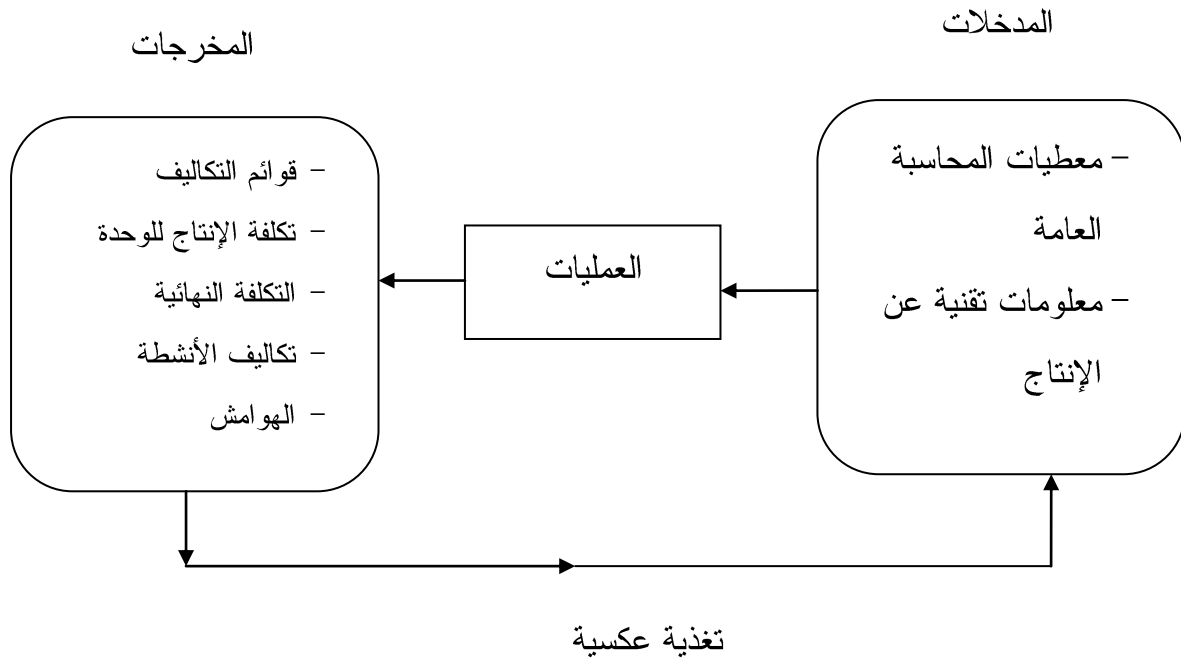 المدخلات
– معطيات المحاسبة
العامة
– معلومات تقنية عن
الإنتاج
العمليات
المخرجات
– قوائم التكاليف
– تكلفة الإنتاج للوحدة
– التكلفة النهائية
– تكاليف الأنشطة
– الهوامش
تغذية عكسية